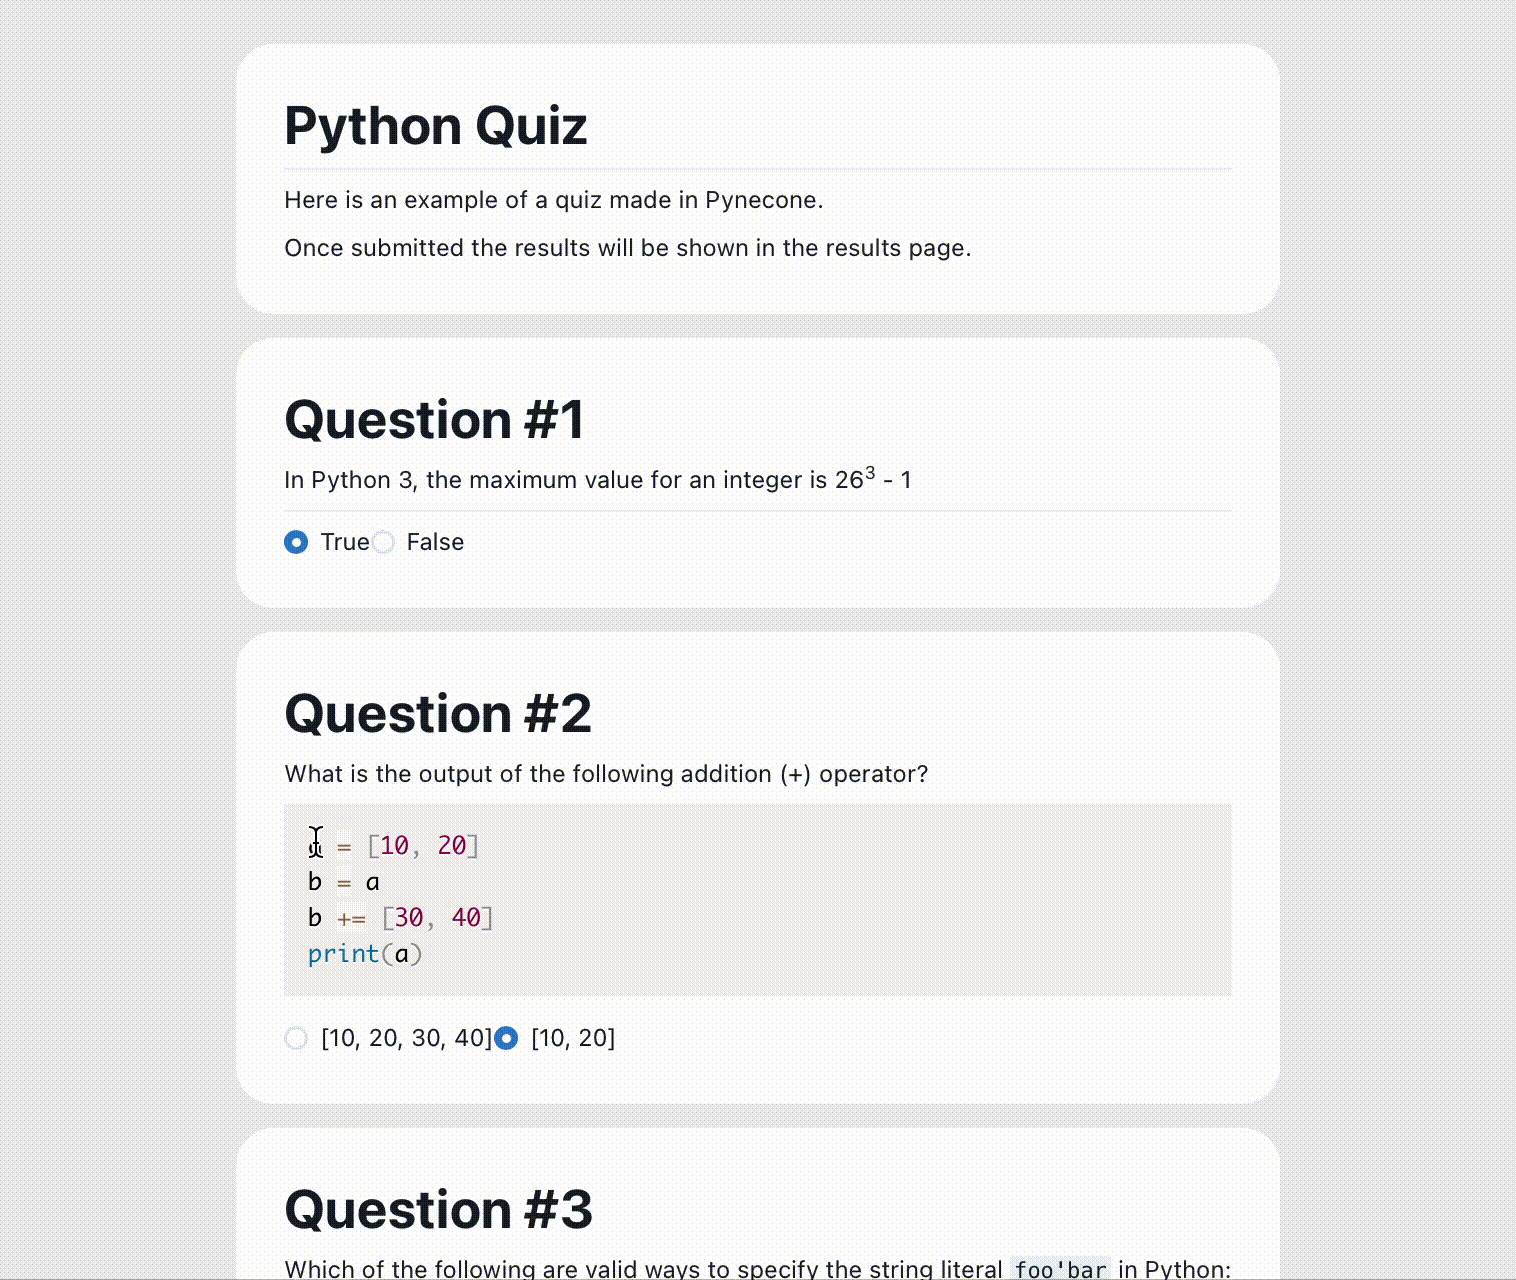 Python Quiz
Here is an example of a quiz made in Pynecone.
Once submitted the results will be shown in the results page.
Question #1
In Python 3, the maximum value for an integer is 26³ - 1
True False
Question #2
What is the output of the following addition (+) operator?
a = [10, 20]
b = a
b += [30, 40]
print(a)
[10, 20, 30, 40] [10, 20]
Question #3
Which of the following are valid ways to specify the string literal foo'bar in Python: